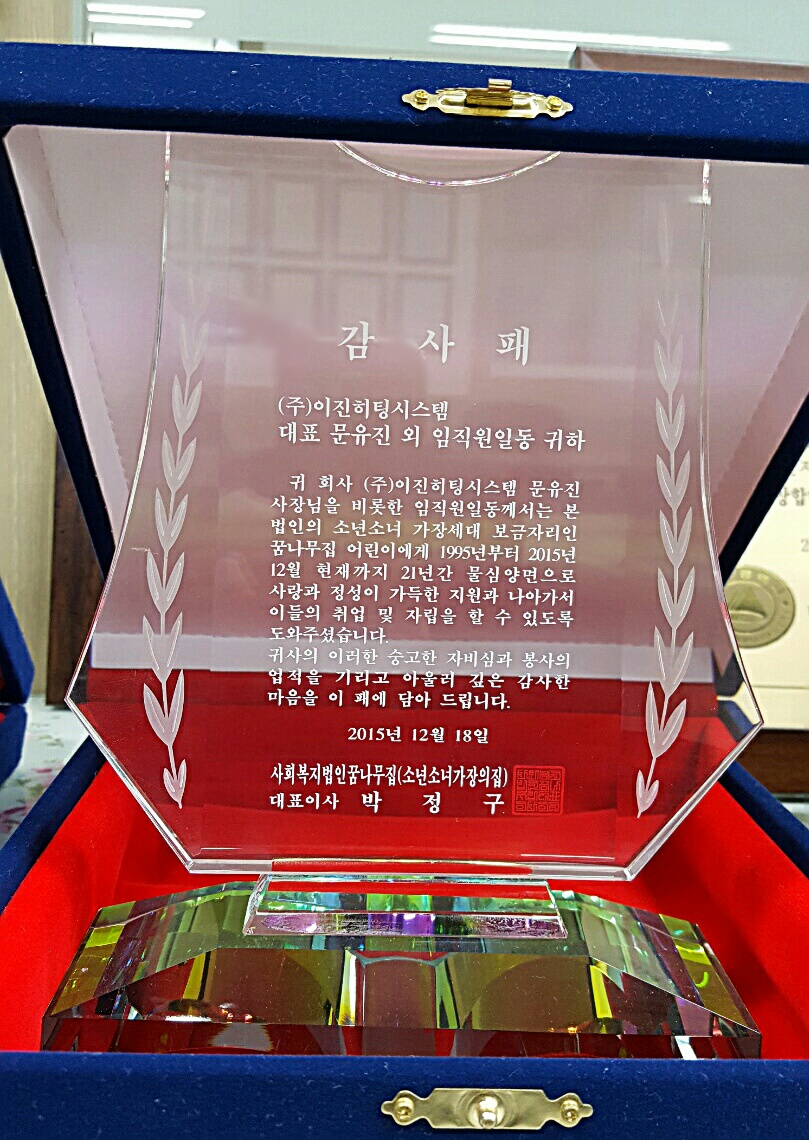 감 사 패
(주)이진히팅시스템
대표 문유진 외 임직원일동 귀하
귀 회사 (주)이진히팅시스템 문유진
사장님을 비롯한 임직원일동께서는 본
법인의 소년소녀 가장세대 보금자리인
꿈나무집 어린이에게 1995년부터 2015년
12월 현재까지 21년간 물심양면으로
사랑과 정성이 가득한 지원과 나아가서
이들의 취업 및 자립을 할 수 있도록
도와주셨습니다.
귀사의 이러한 숭고한 자비심과 봉사의
업적을 기리고 아울러 깊은 감사한
마음을 이 패에 담아 드립니다.
2015년 12월 18일
사회복지법인꿈나무집(소년소녀가장의집)
대표이사 박 정 구